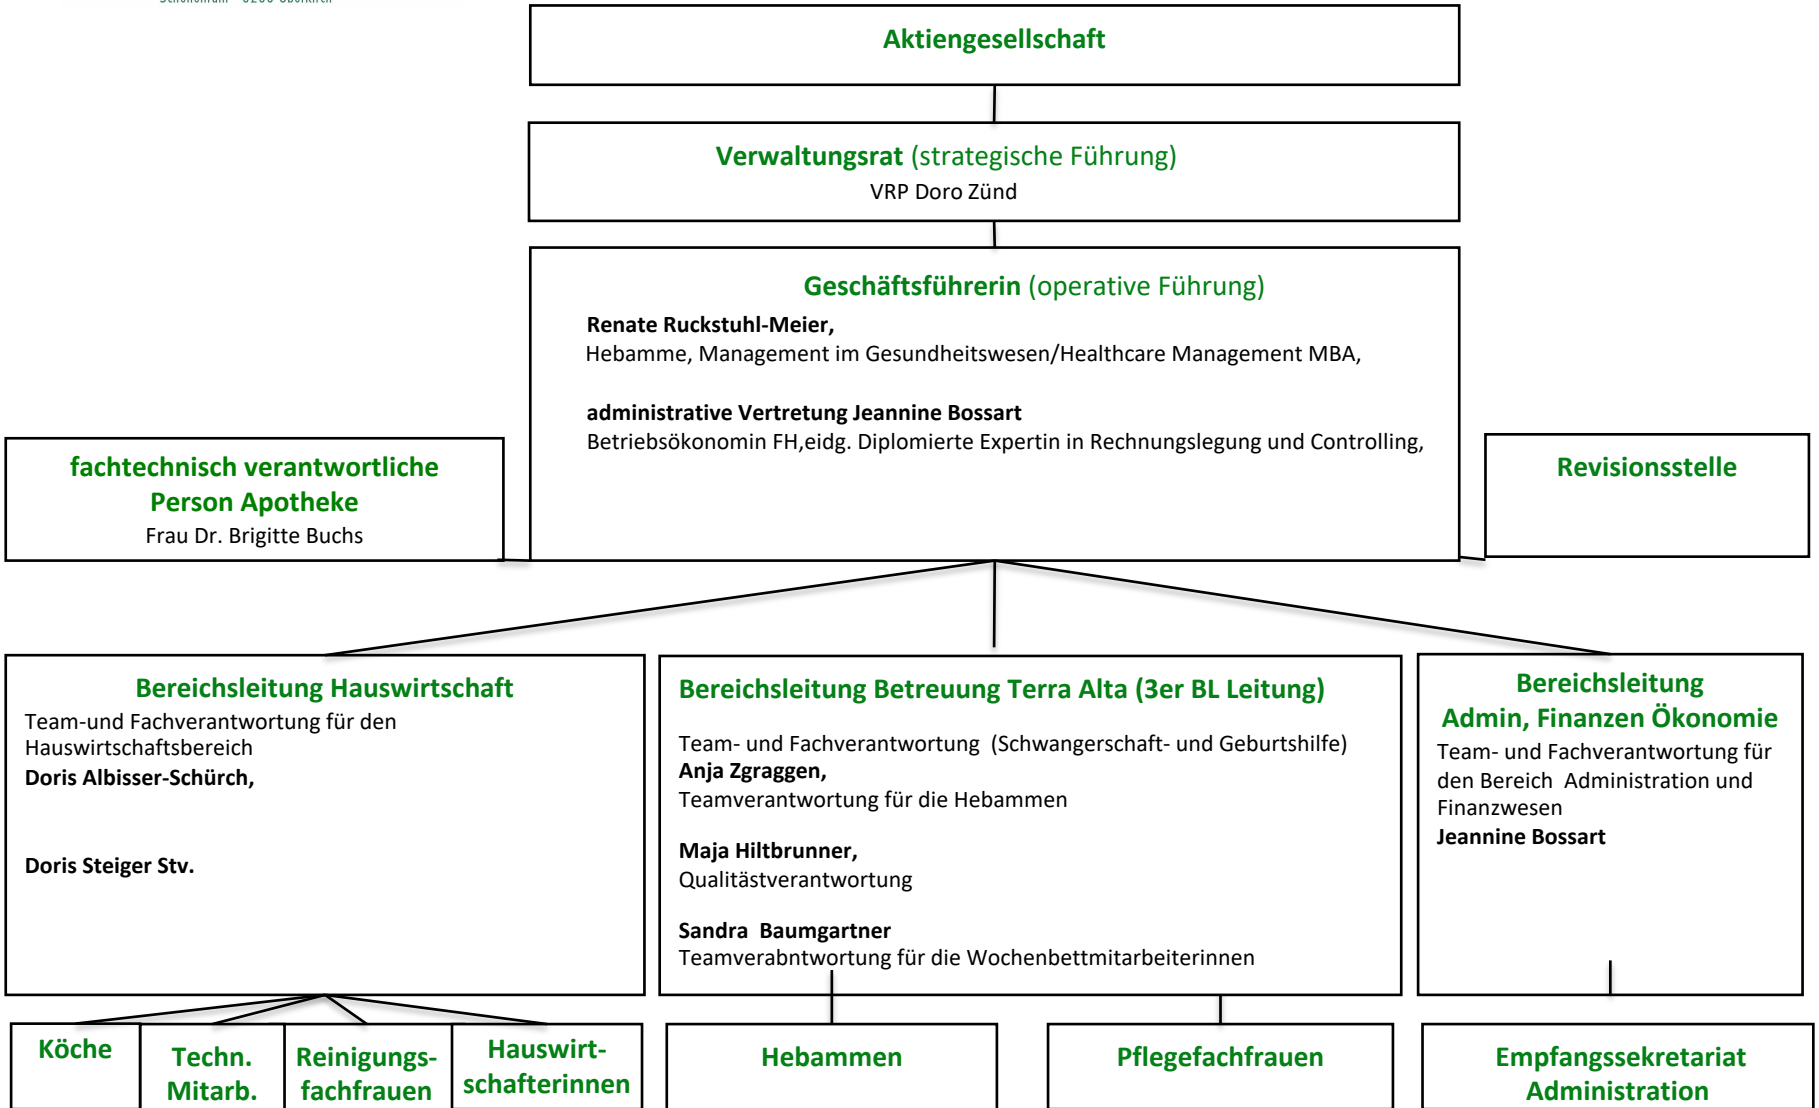 Aktiengesellschaft
Verwaltungsrat (strategische Führung)
VRP Doro Zünd
Geschäftsführerin (operative Führung)
Renate Ruckstuhl-Meier,
Hebamme, Management im Gesundheitswesen/Healthcare Management MBA,
administrative Vertretung Jeannine Bossart
Betriebsökonomin FH,eidg. Diplomierte Expertin in Rechnungslegung und Controlling,
fachtechnisch verantwortliche
Person Apotheke
Frau Dr. Brigitte Buchs
Revisionsstelle
Bereichsleitung Hauswirtschaft
Team-und Fachverantwortung für den
Hauswirtschaftsbereich
Doris Albisser-Schürch,
Doris Steiger Stv.
Bereichsleitung Betreuung Terra Alta (3er BL Leitung)
Team- und Fachverantwortung (Schwangerschaft- und Geburtshilfe)
Anja Zgraggen,
Teamverantwortung für die Hebammen
Maja Hiltbrunner,
Qualitästverantwortung
Sandra Baumgartner
Teamverabntwortung für die Wochenbettmitarbeiterinnen
Bereichsleitung
Admin, Finanzen Ökonomie
Team- und Fachverantwortung für
den Bereich Administration und
Finanzwesen
Jeannine Bossart
Köche
Techn.
Mitarb.
Reinigungs-
fachfrauen
Hauswirt-
schafterinnen
Hebammen
Pflegefachfrauen
Empfangssekretariat
Administration